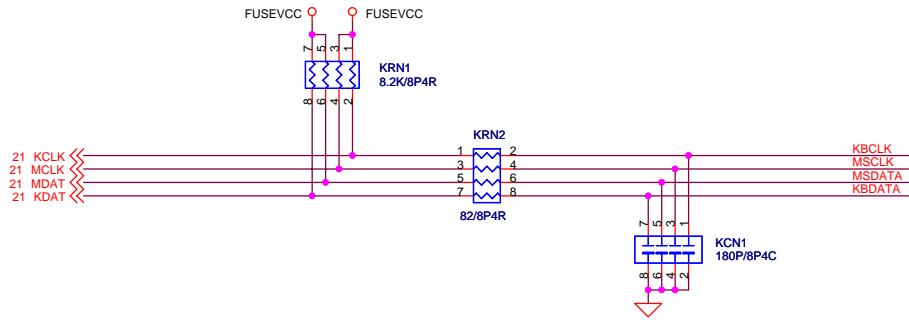 FUSEVCC FUSEVCC
7 5 3 1
KRN1
8.2K/8P4R
8 6 4 2
KRN2
21 KCLK 1 2 KBCLK
21 MCLK 3 4 MSCLK
21 MDAT 5 6 MSDATA
21 KDAT 7 8 KBDATA
82/8P4R
7 5 3 1
KCN1
180P/8P4C
8 6 4 2